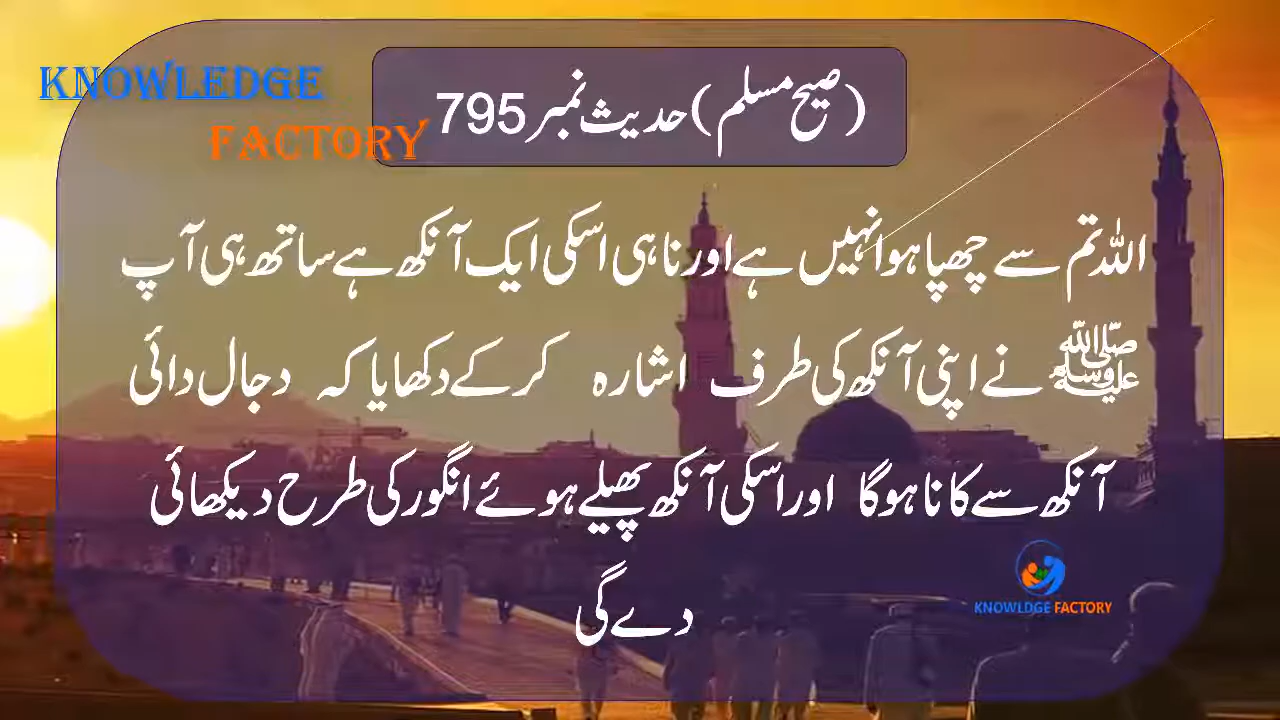 KNOWLEDGE
FACTORY
(صحیح مسلم) حدیث نمبر 795
اللہ تم سے چھپا ہوا نہیں ہے اور نا ہی اسکی ایک آنکھ ہے ساتھ ہی آپ
ﷺ نے اپنی آنکھ کی طرف اشارہ کر کے دکھایا کہ دجال دائی
آنکھ سے کانا ہوگا اور اسکی آنکھ پھیلے ہوئے انگور کی طرح دیکھائی
دے گی
KNOWLDGE FACTORY